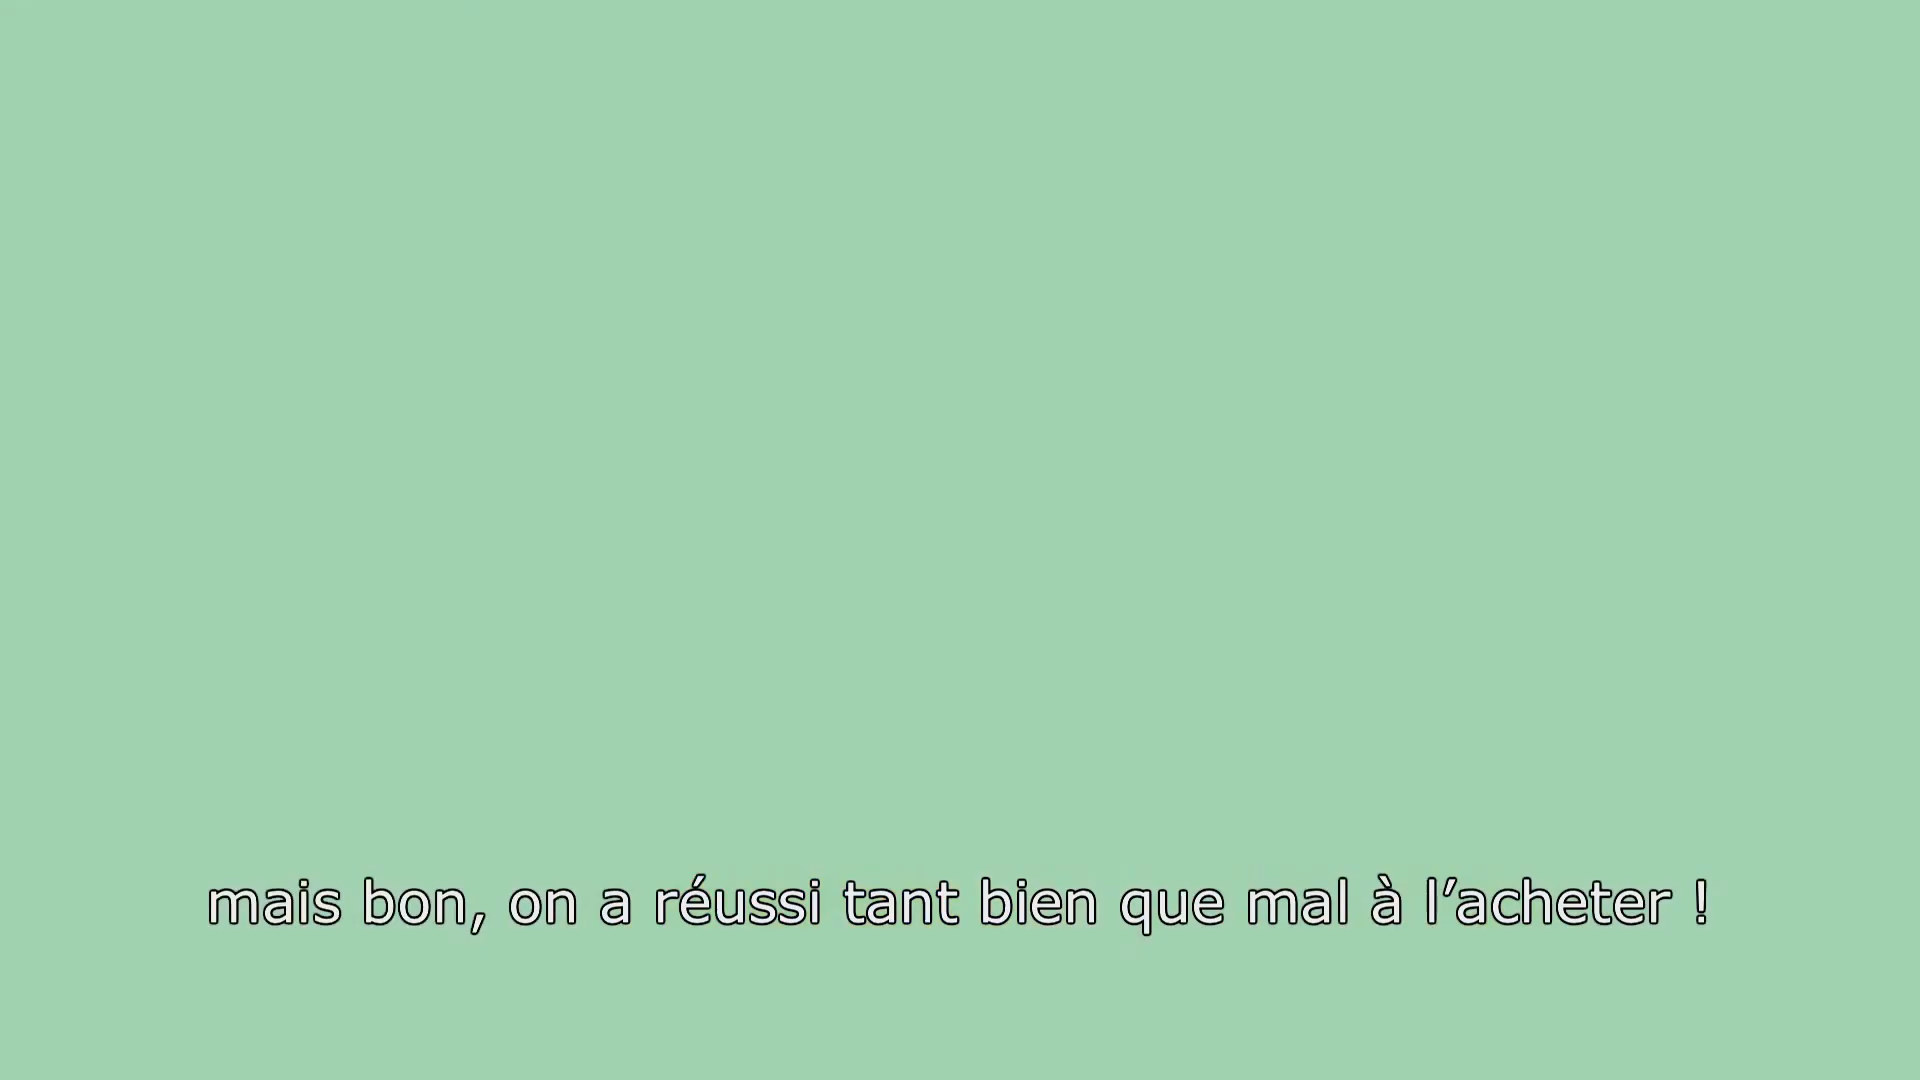 mais bon, on a réussi tant bien que mal à l’acheter !